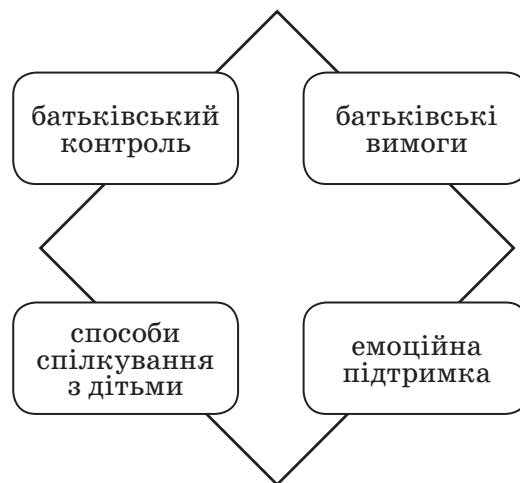 батьківський
контроль
батьківські
вимоги
способи
спілкування
з дітьми
емоційна
підтримка